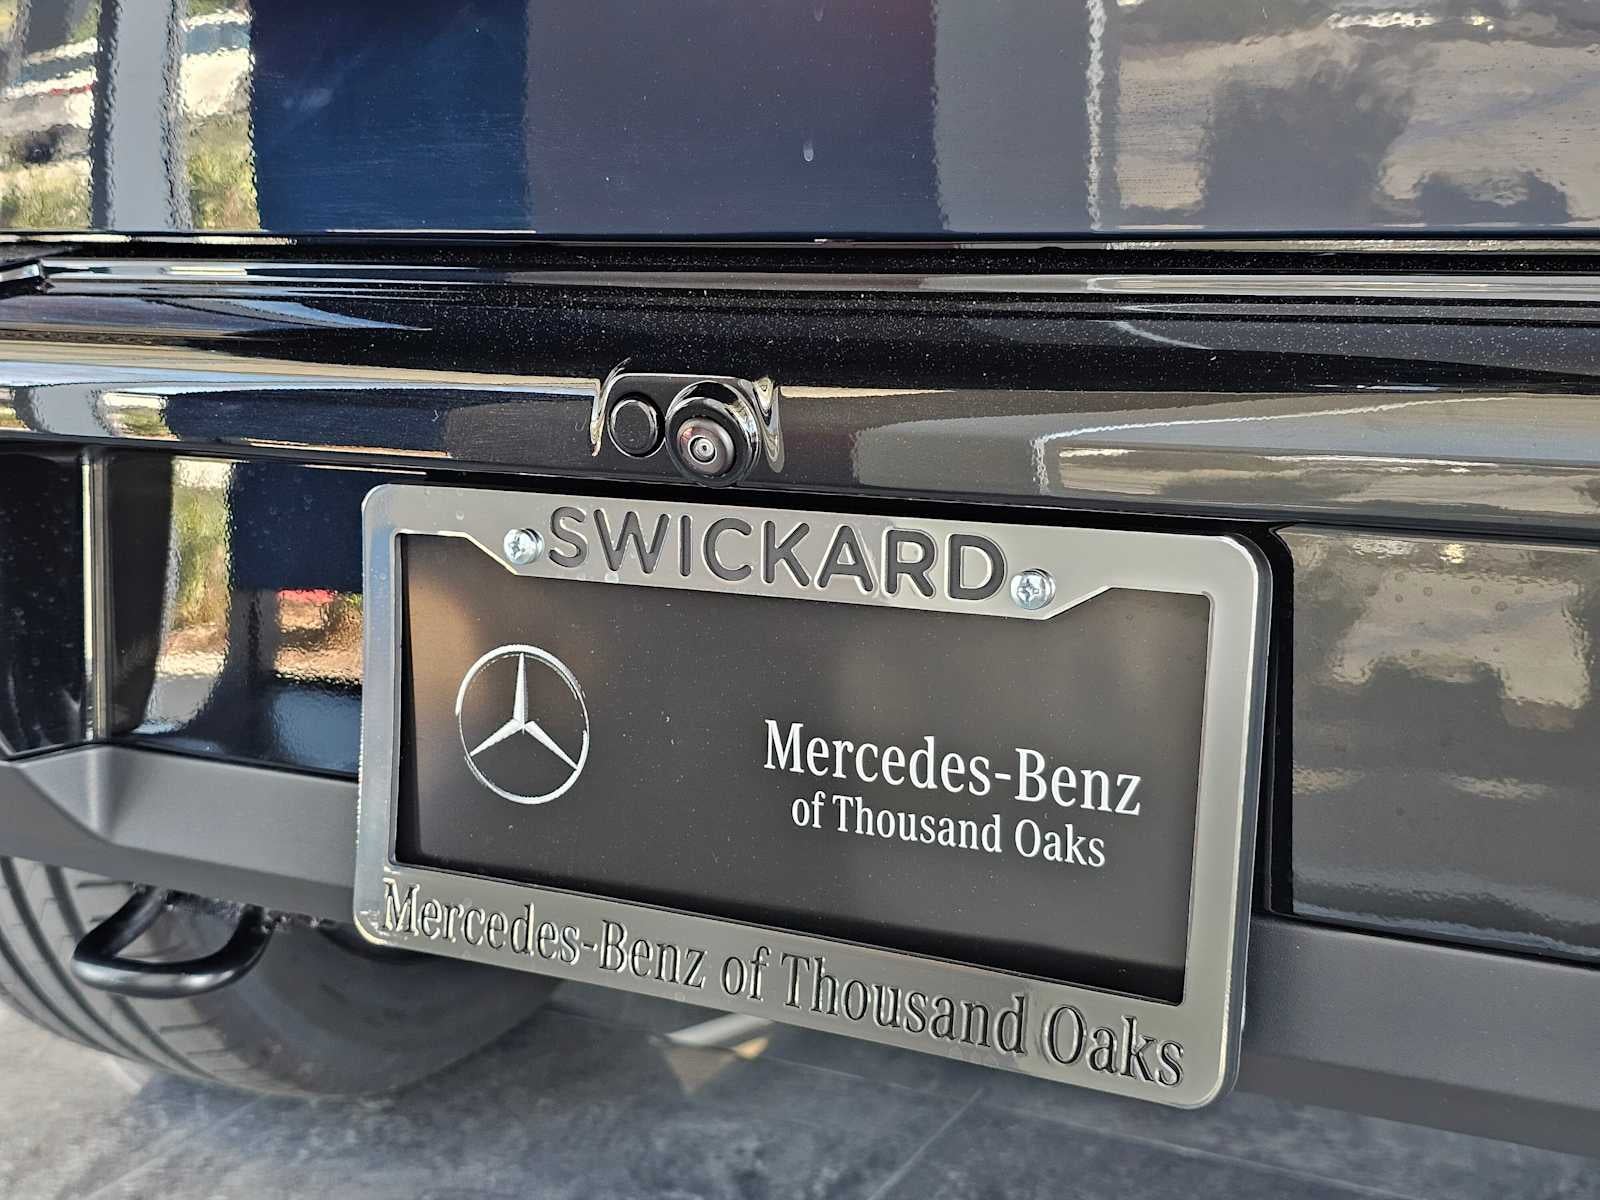 SWICKARD
Mercedes-Benz
of Thousand Oaks
Mercedes-Benz of Thousand Oaks